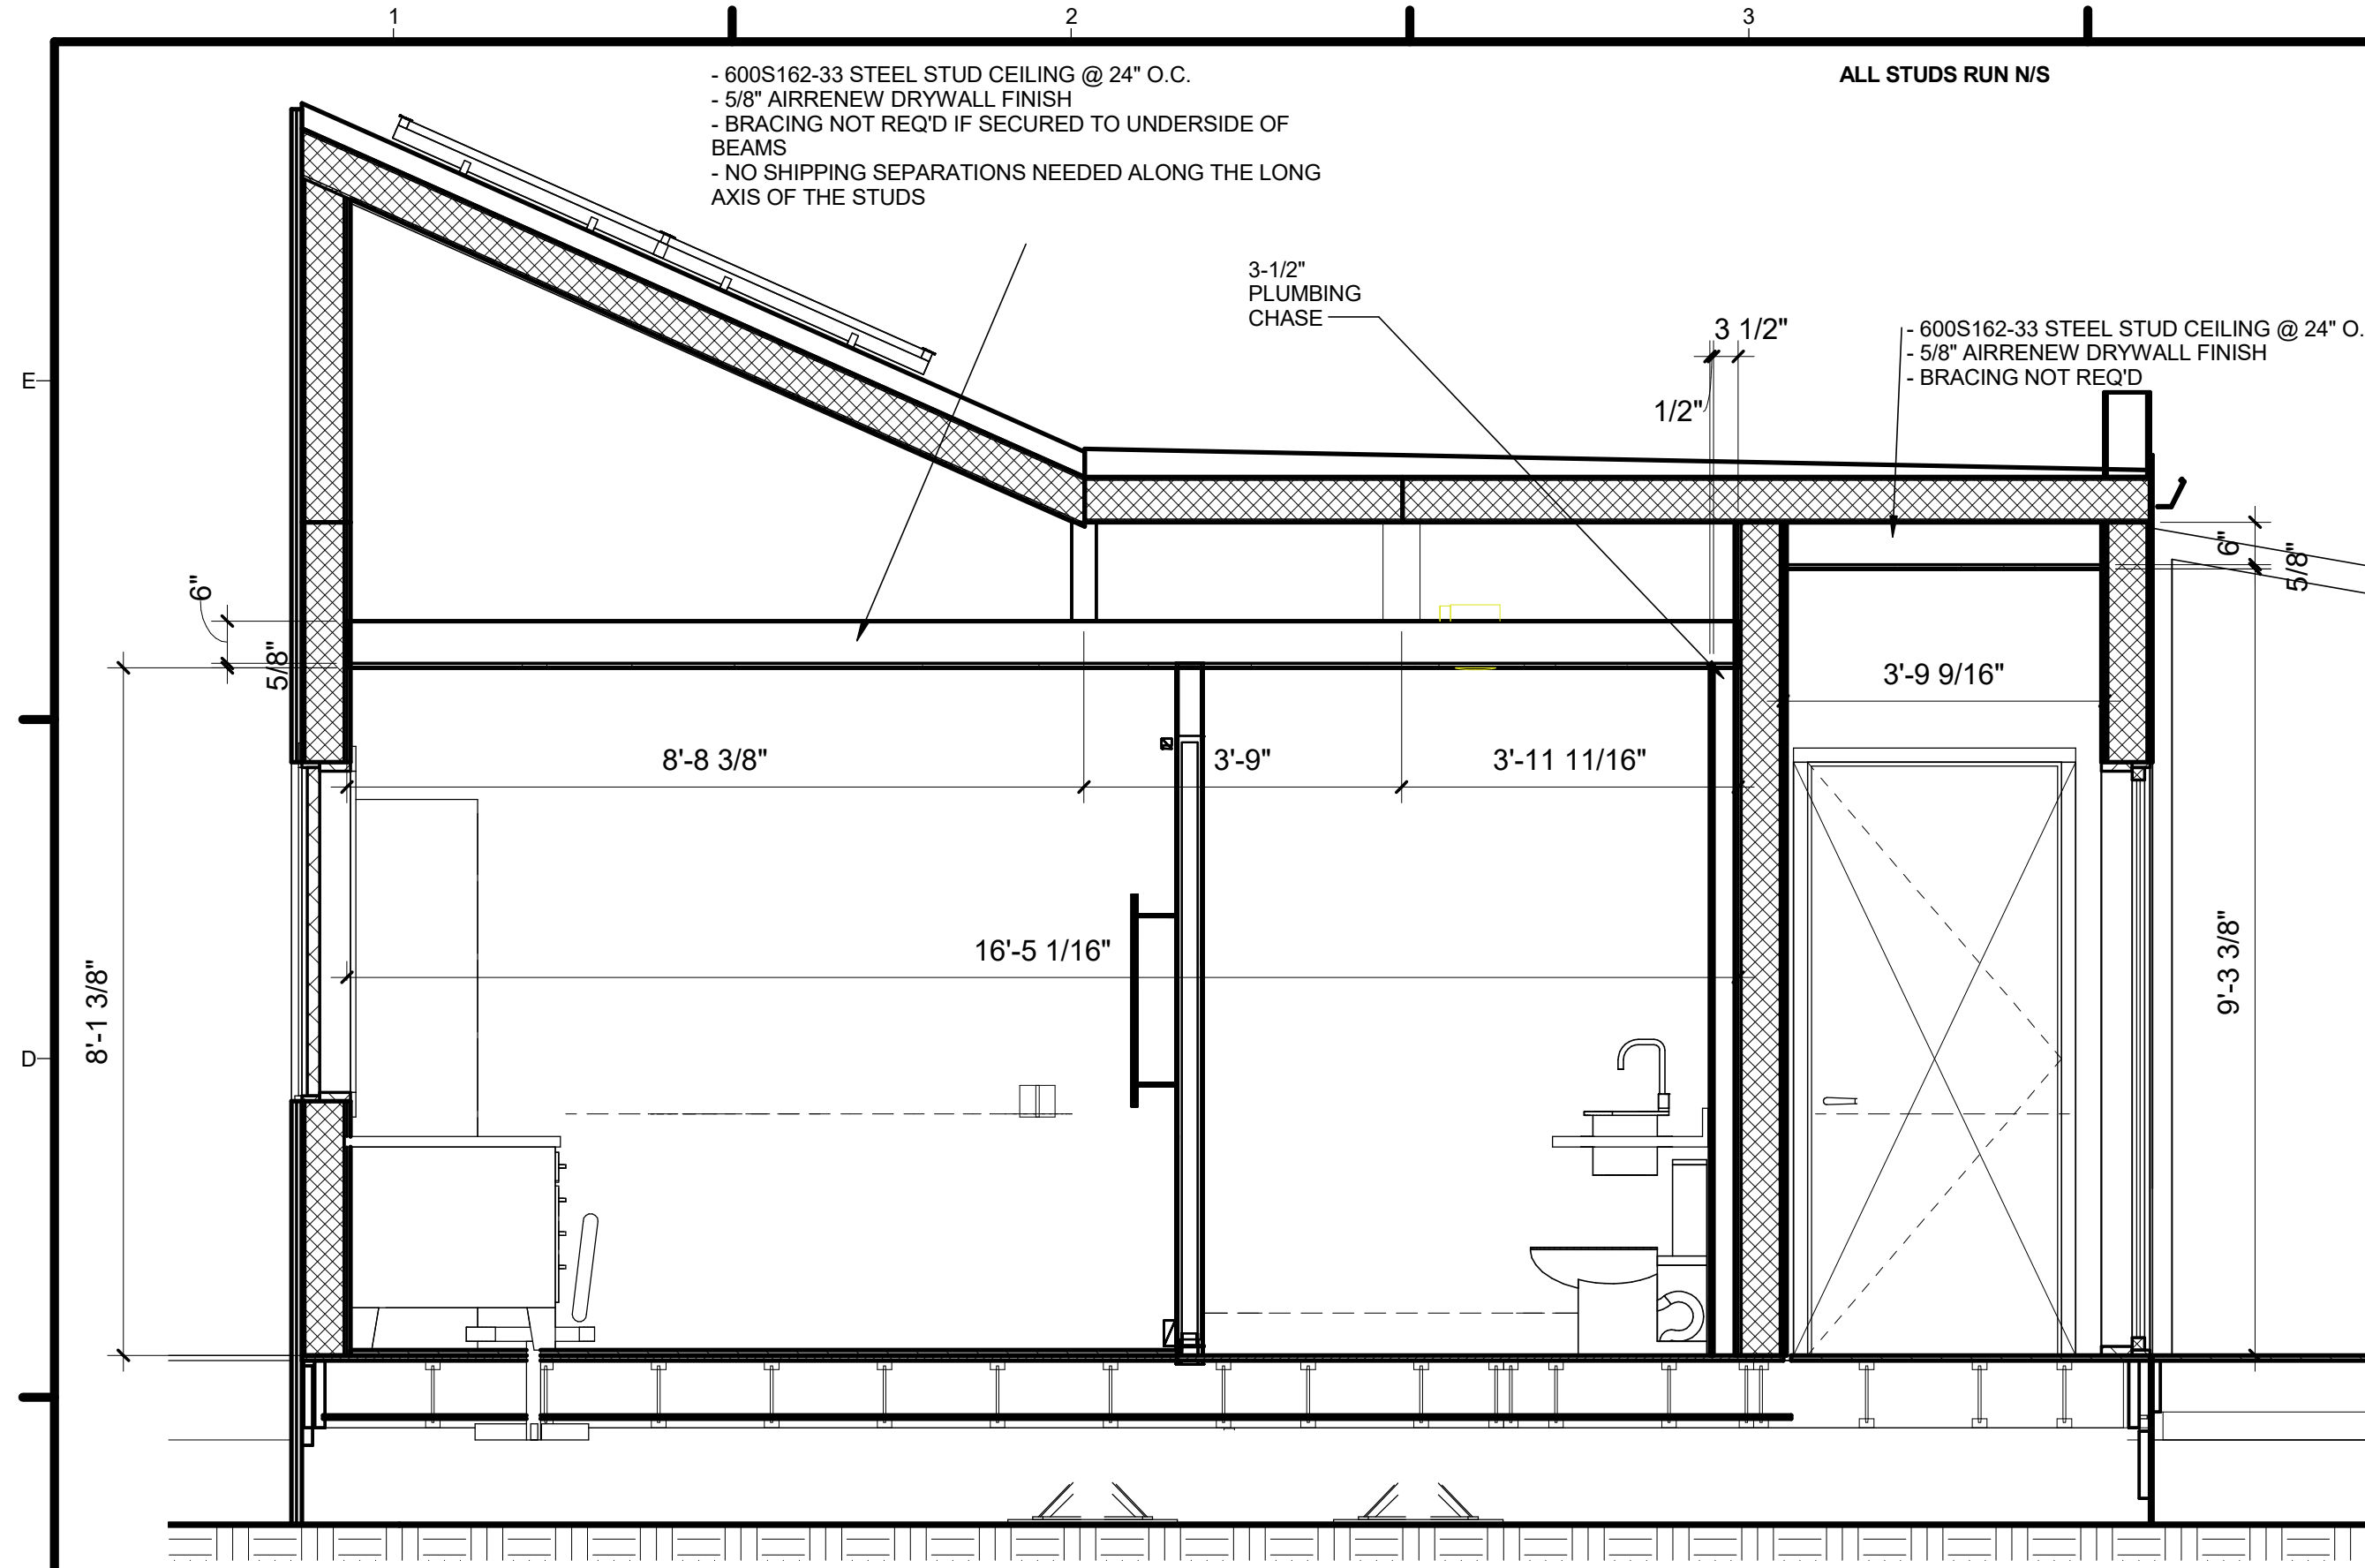 1
2
3
- 600S162-33 STEEL STUD CEILING @ 24" O.C.
- 5/8" AIRRENEW DRYWALL FINISH
- BRACING NOT REQ'D IF SECURED TO UNDERSIDE OF
BEAMS
- NO SHIPPING SEPARATIONS NEEDED ALONG THE LONG
AXIS OF THE STUDS
ALL STUDS RUN N/S
3-1/2"
PLUMBING
CHASE
3 1/2"
1/2"
- 600S162-33 STEEL STUD CEILING @ 24" O.
- 5/8" AIRRENEW DRYWALL FINISH
- BRACING NOT REQ'D
E
6"
5/8"
6"
5/8"
3'-9 9/16"
8'-8 3/8"
3'-9"
3'-11 11/16"
16'-5 1/16"
8'-1 3/8"
9'-3 3/8"
D